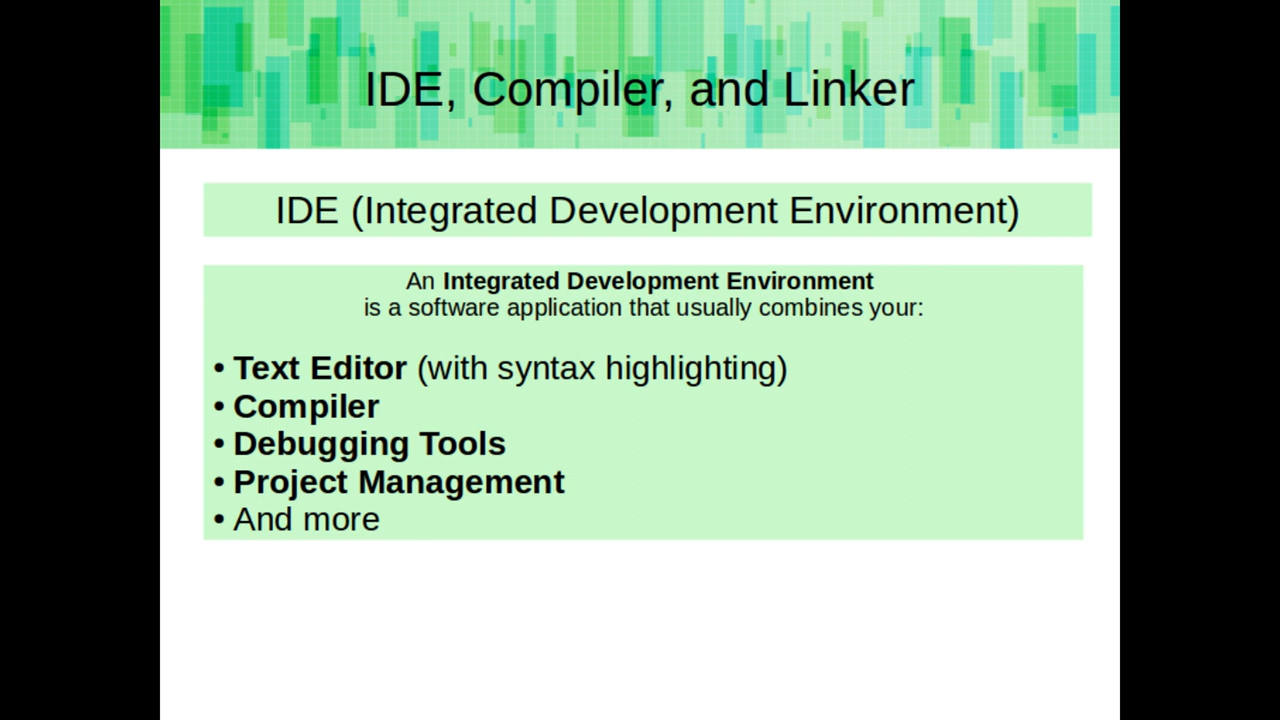 IDE, Compiler, and Linker
IDE (Integrated Development Environment)
An Integrated Development Environment
is a software application that usually combines your:
• Text Editor (with syntax highlighting)
• Compiler
• Debugging Tools
• Project Management
• And more